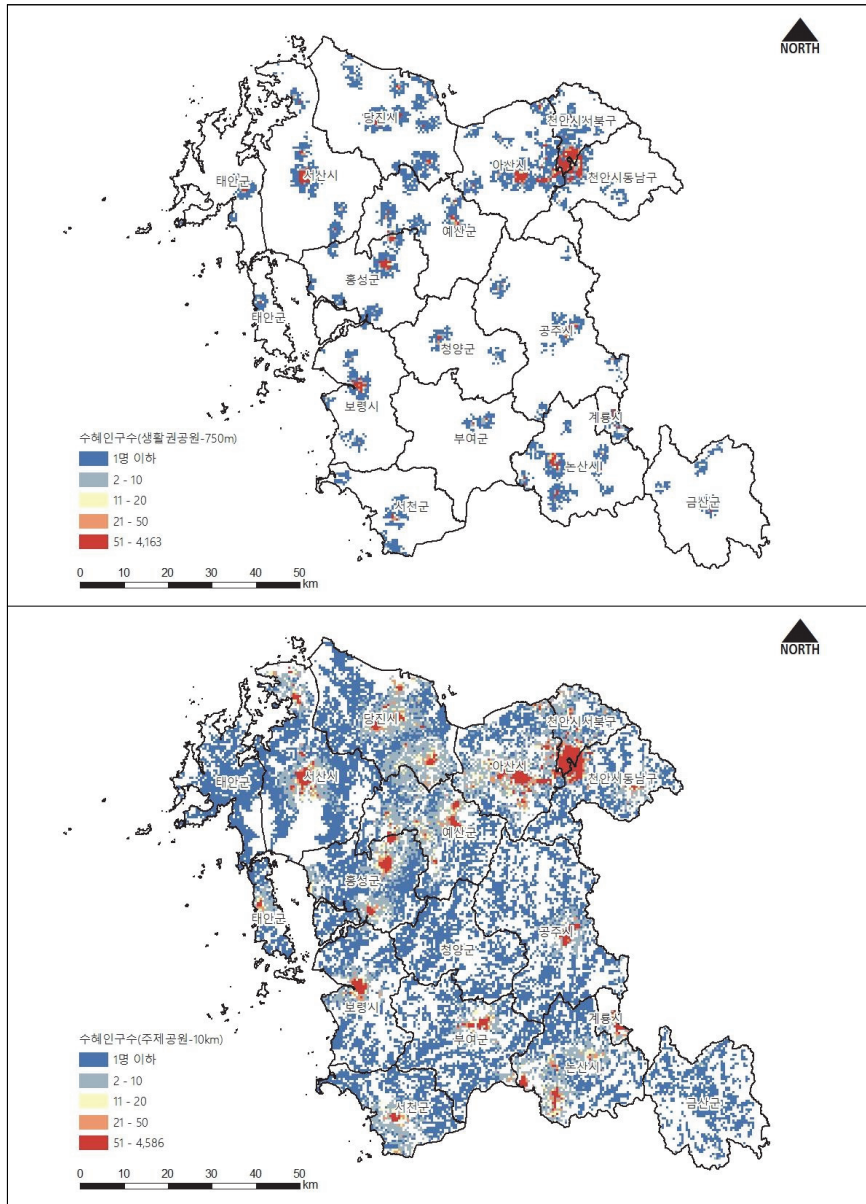 NORTH
천안시서북구
당진시
아산시
천안시동남구
태안군
서산시
예산군
홍성군
태안군
공주시
청양군
보령시
계룡시
부여군
논산시
금산군
서천군
수혜인구수(생활권공원-750m)
1명 이하
2 - 10
11 - 20
21 - 50
51 - 4,163
0 10 20 30 40 50
km
NORTH
천안시서북구
당진시
아산시
천안시동남구
태안군
서산시
예산군
홍성군
태안군
공주시
청양군
보령시
계룡시
부여군
논산시
금산군
서천군
수혜인구수(주제공원-10km)
1명 이하
2 - 10
11 - 20
21 - 50
51 - 4,586
0 10 20 30 40 50
km